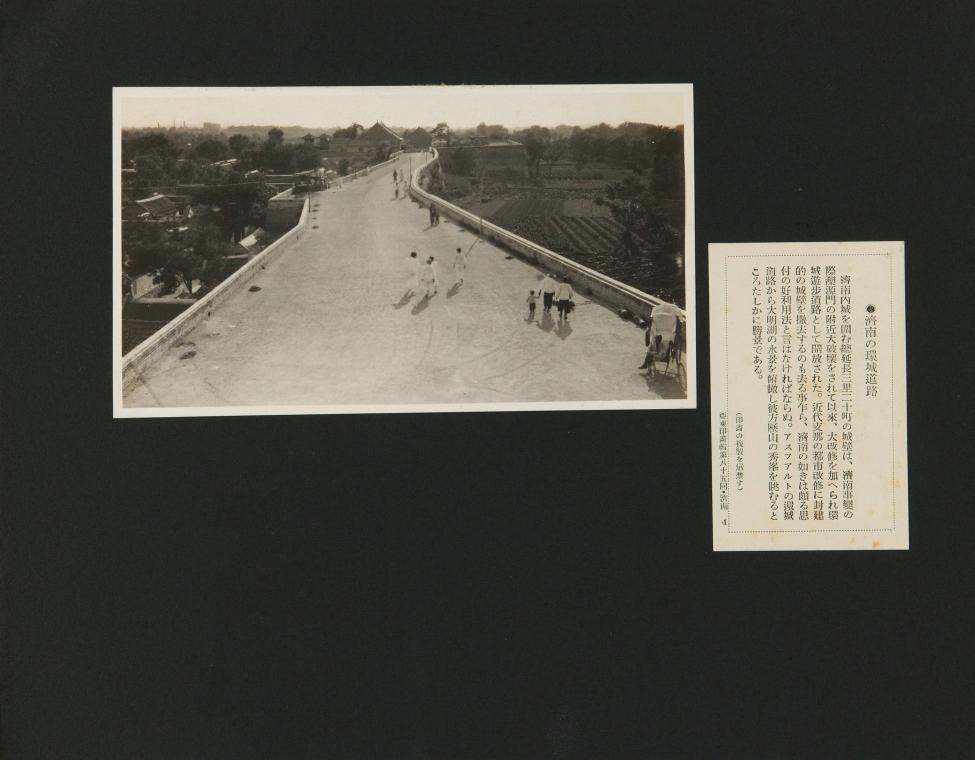 濟南の環城道路
濟南內城を圍む總延長三里二十町の城壁は、濟南事變の
際濼源門の附近大破壞をされて以來、大改修を加へられ環
城遊步道路として開放された。近代支那の都市改修に封建
的の城壁を撤去するのも去る事乍ら、濟南の如きは頗る思
付の好利用法と言はなければならぬ。アスファルトの環城
道路から大明湖の水景を俯瞰し彼方歷山の秀峯を眺むると
ころたしかに勝景である。
(印畫の複製を嚴禁す)
亞東印畫輯第八十五回・濟南 4